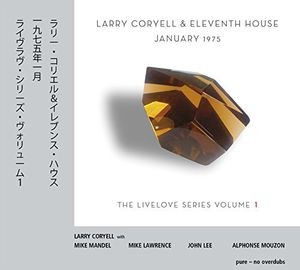 ラリー・コリエル&イレブンス・ハウス
一九七五年一月
ライヴラヴ・シリーズ・ヴォリューム1
LARRY CORYELL & ELEVENTH HOUSE
JANUARY 1975
THE LIVELOVE SERIES VOLUME 1
LARRY CORYELL with
MIKE MANDEL MIKE LAWRENCE JOHN LEE ALPHONSE MOUZON
pure – no overdubs